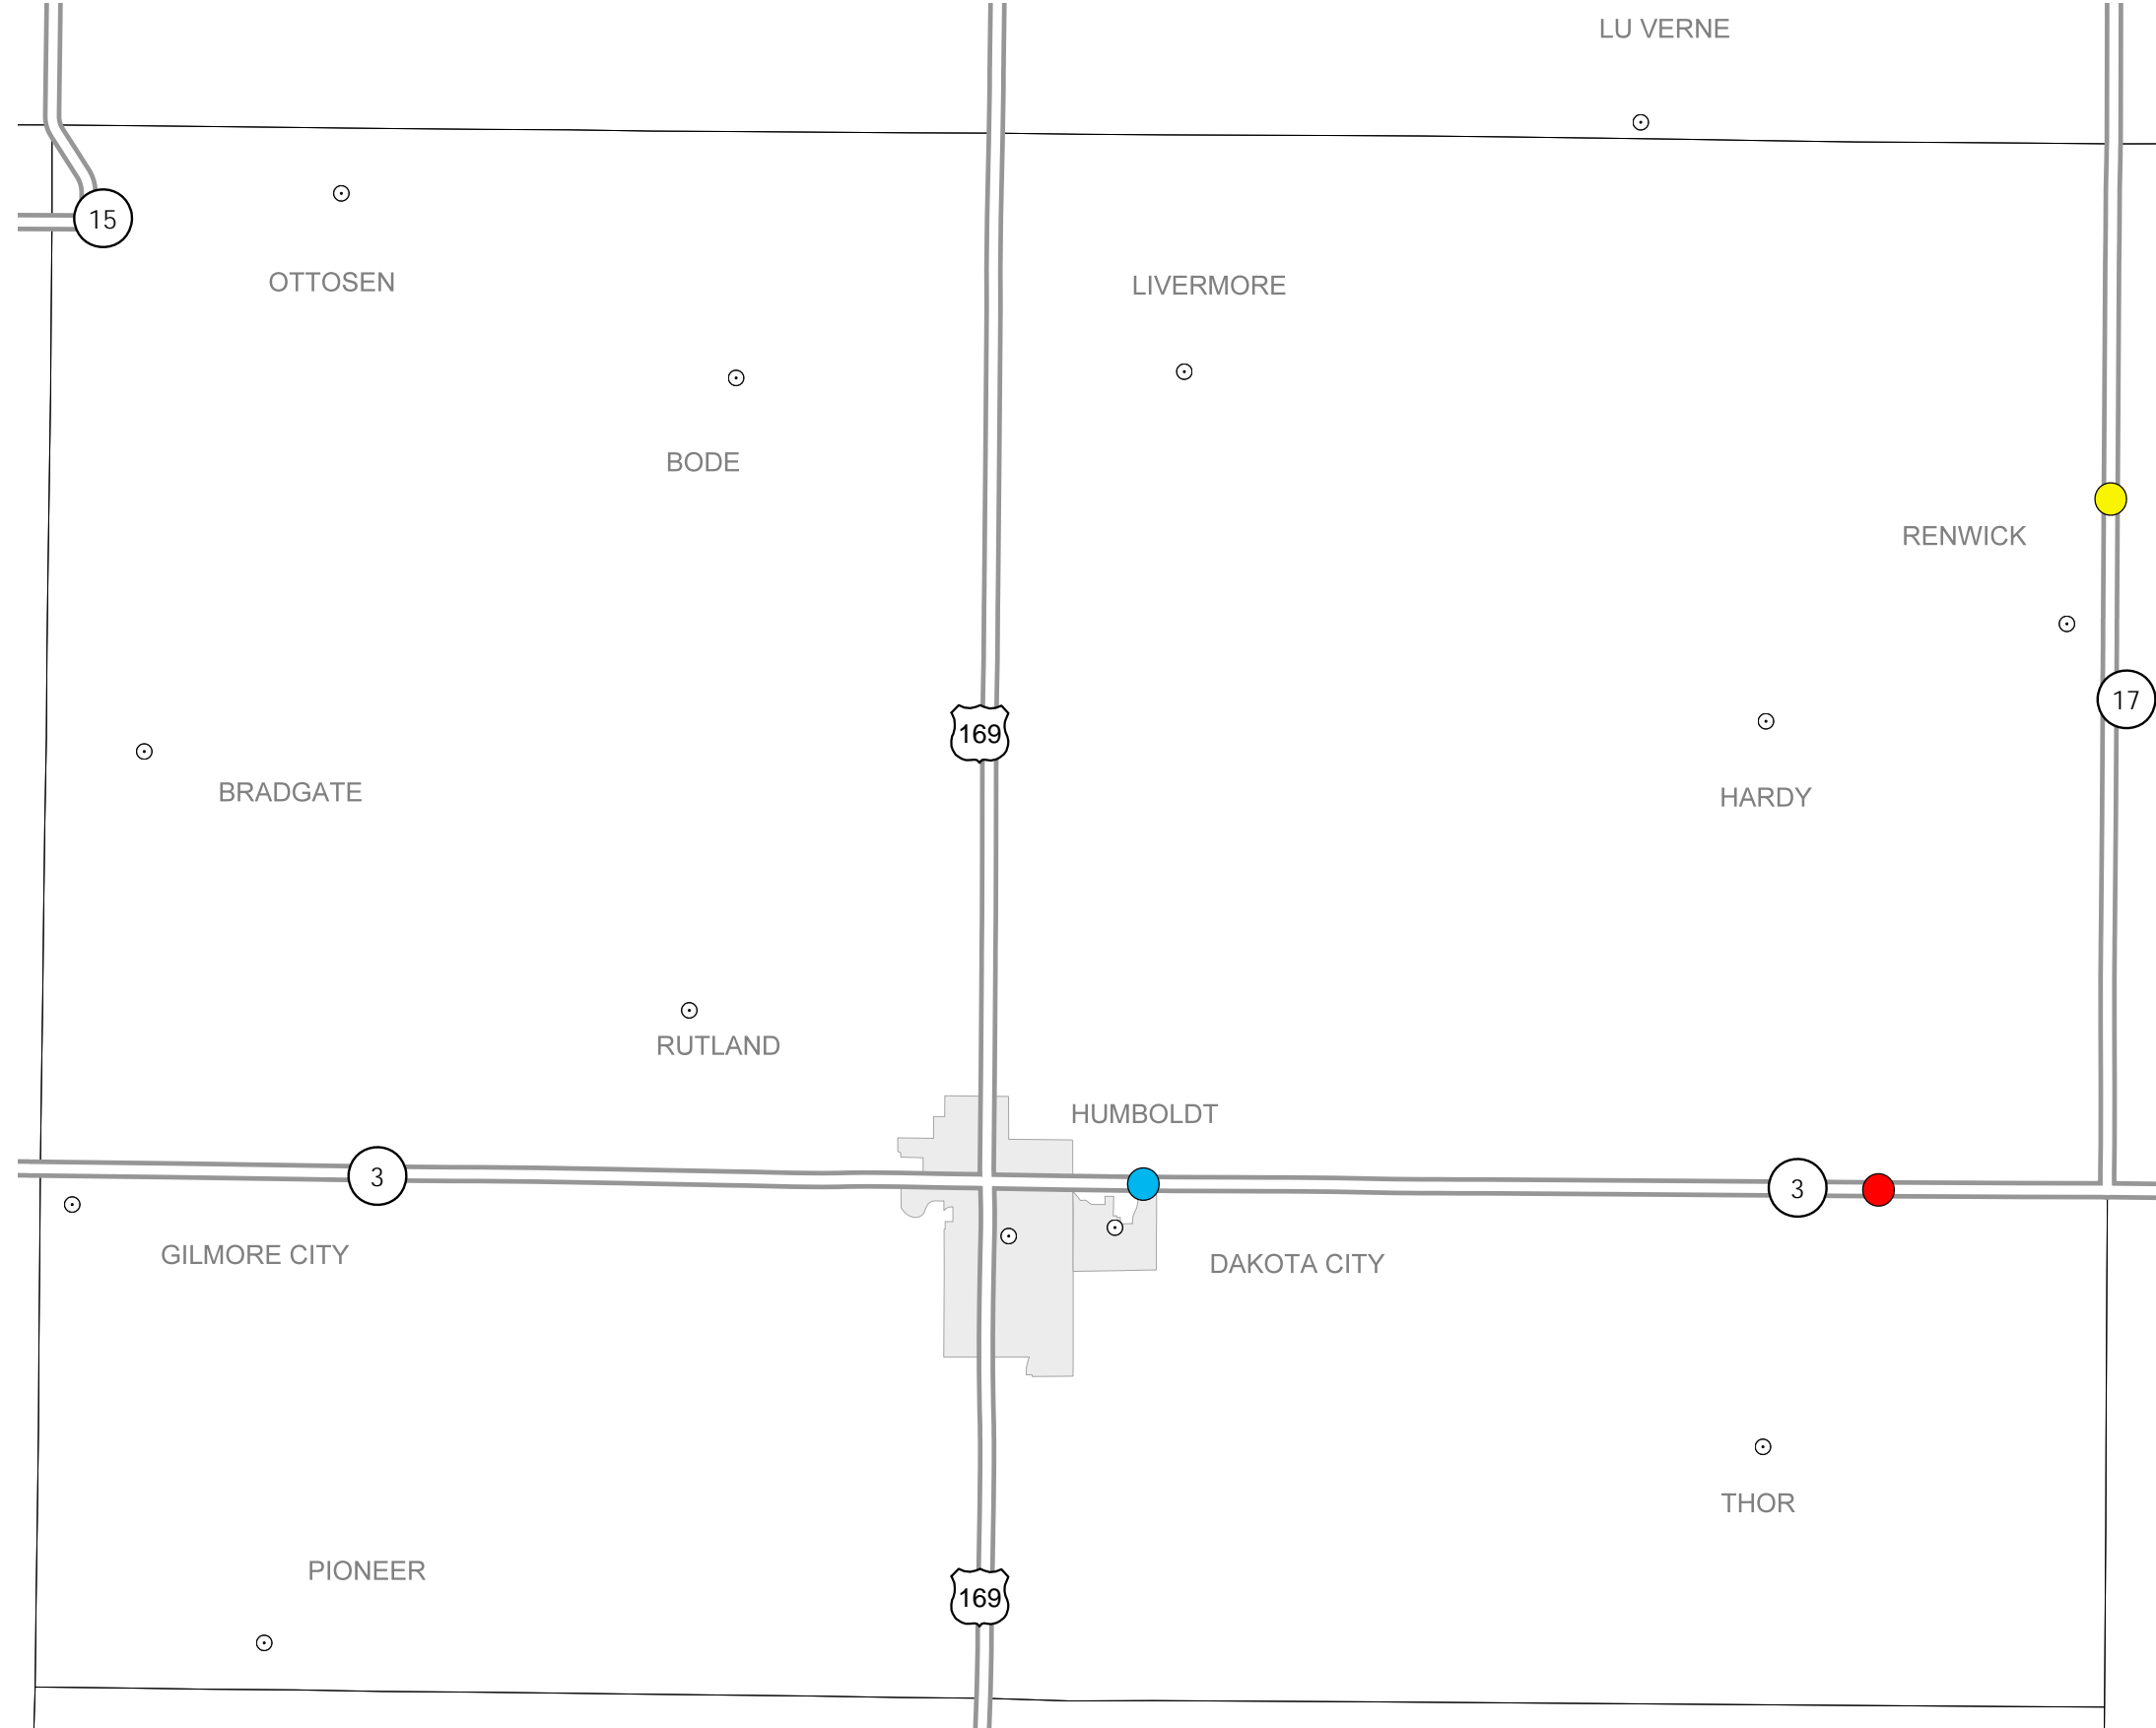 LU VERNE
15
OTTOSEN
LIVERMORE
BODE
RENWICK
17
169
BRADGATE
HARDY
RUTLAND
HUMBOLDT
3
3
GILMORE CITY
DAKOTA CITY
THOR
PIONEER
169